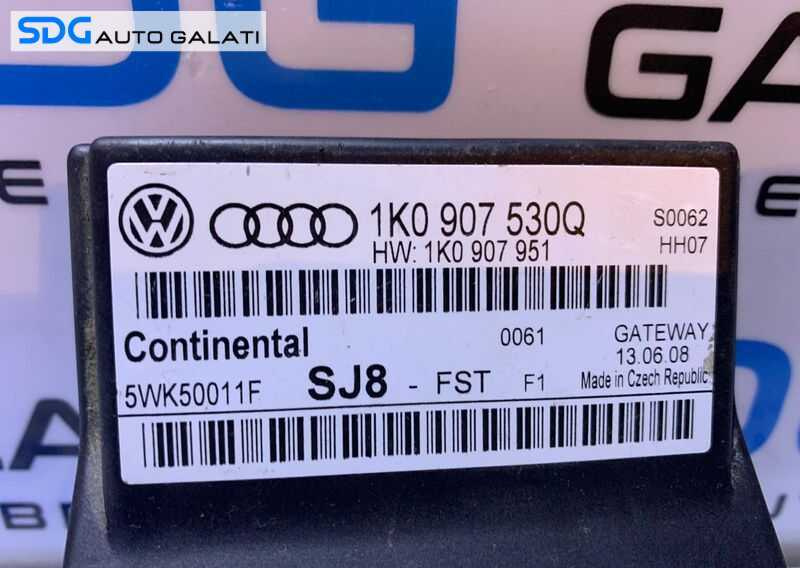 SDG AUTO GALATI
1K0 907 530Q S0062
HW: 1K0 907 951 HH07
Continental 0061 GATEWAY
13.06.08
5WK50011F SJ8 - FST F1 Made in Czech Republic